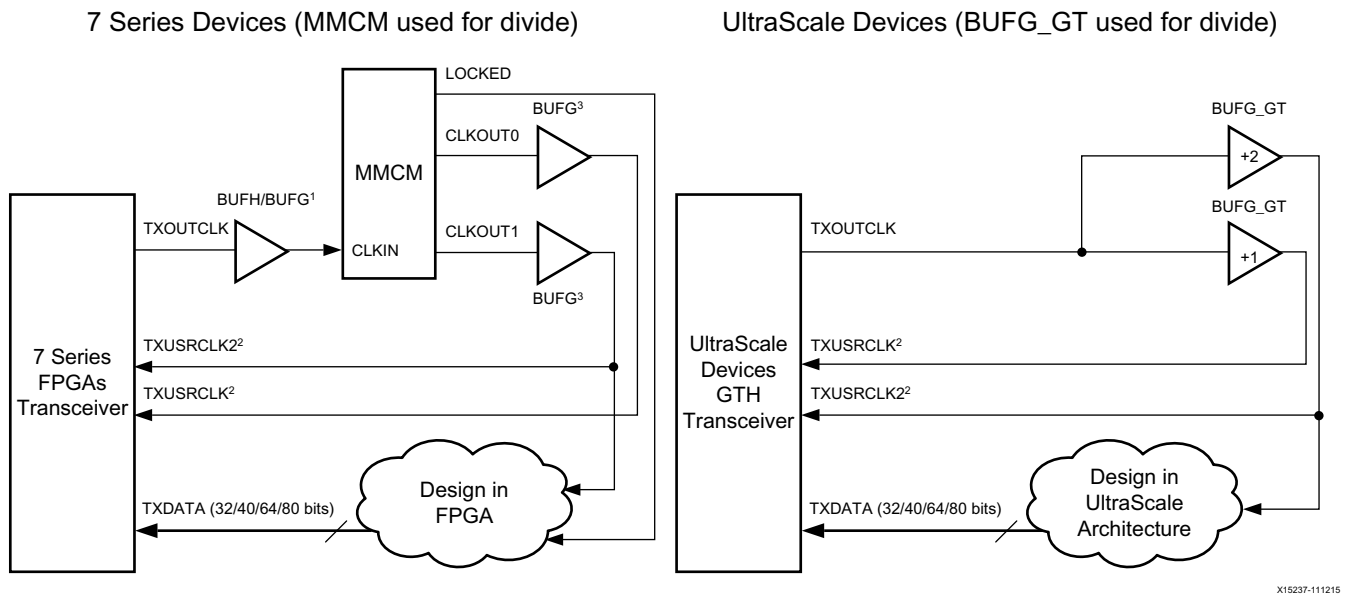 7 Series Devices (MMCM used for divide)
UltraScale Devices (BUFG_GT used for divide)
LOCKED
BUFG³
CLKOUT0
MMCM
BUFH/BUFG¹
TXOUTCLK
CLKIN
CLKOUT1
BUFG³
TXUSRCLK2²
7 Series
FPGAs
Transceiver
TXUSRCLK²
Design in
FPGA
TXDATA (32/40/64/80 bits)
BUFG_GT
+2
BUFG_GT
TXOUTCLK
+1
TXUSRCLK²
UltraScale
Devices
GTH
Transceiver
TXUSRCLK2²
Design in
UltraScale
Architecture
TXDATA (32/40/64/80 bits)
X15237-111215